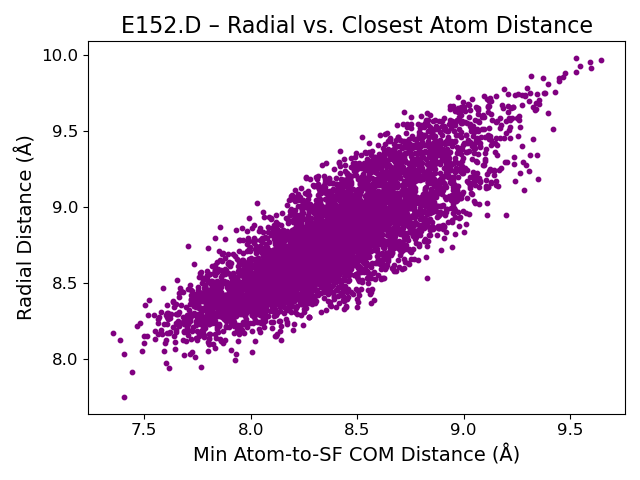 E152.D – Radial vs. Closest Atom Distance
10.0
9.5
9.0
8.5
8.0
Radial Distance (Å)
7.5 8.0 8.5 9.0 9.5
Min Atom-to-SF COM Distance (Å)